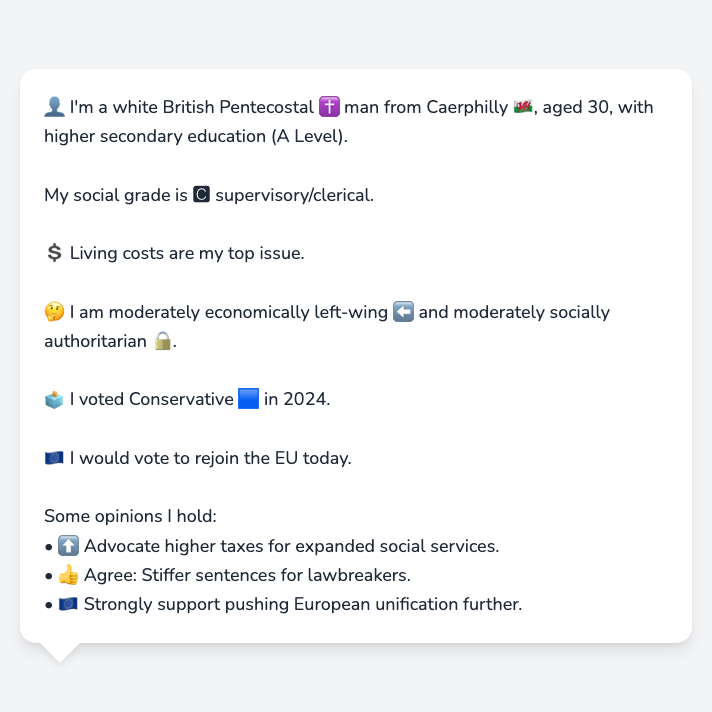 👤 I'm a white British Pentecostal ✝️ man from Caerphilly 🏴󠁧󠁢󠁷󠁬󠁳󠁿, aged 30, with
higher secondary education (A Level).
My social grade is 🅲 supervisory/clerical.
💲 Living costs are my top issue.
🤔 I am moderately economically left-wing ⬅️ and moderately socially
authoritarian 🔒.
🗳️ I voted Conservative 🟦 in 2024.
🇪🇺 I would vote to rejoin the EU today.
Some opinions I hold:
• ⬆️ Advocate higher taxes for expanded social services.
• 👍 Agree: Stiffer sentences for lawbreakers.
• 🇪🇺 Strongly support pushing European unification further.